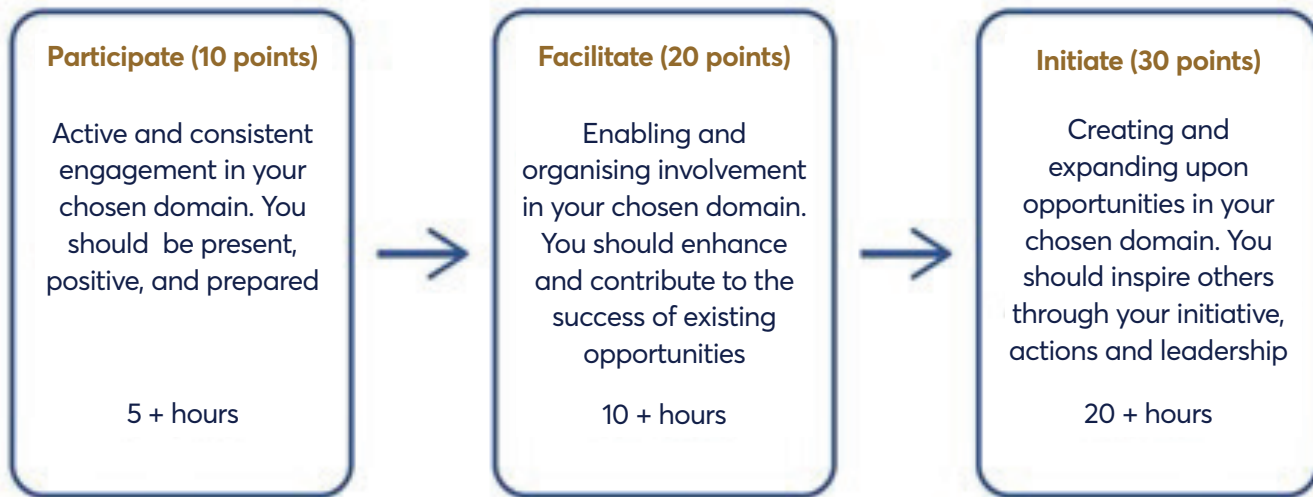 Participate (10 points)
Active and consistent
engagement in your
chosen domain. You
should be present,
positive, and prepared
5 + hours
Facilitate (20 points)
Enabling and
organising involvement
in your chosen domain.
You should enhance
and contribute to the
success of existing
opportunities
10 + hours
Initiate (30 points)
Creating and
expanding upon
opportunities in your
chosen domain. You
should inspire others
through your initiative,
actions and leadership
20 + hours